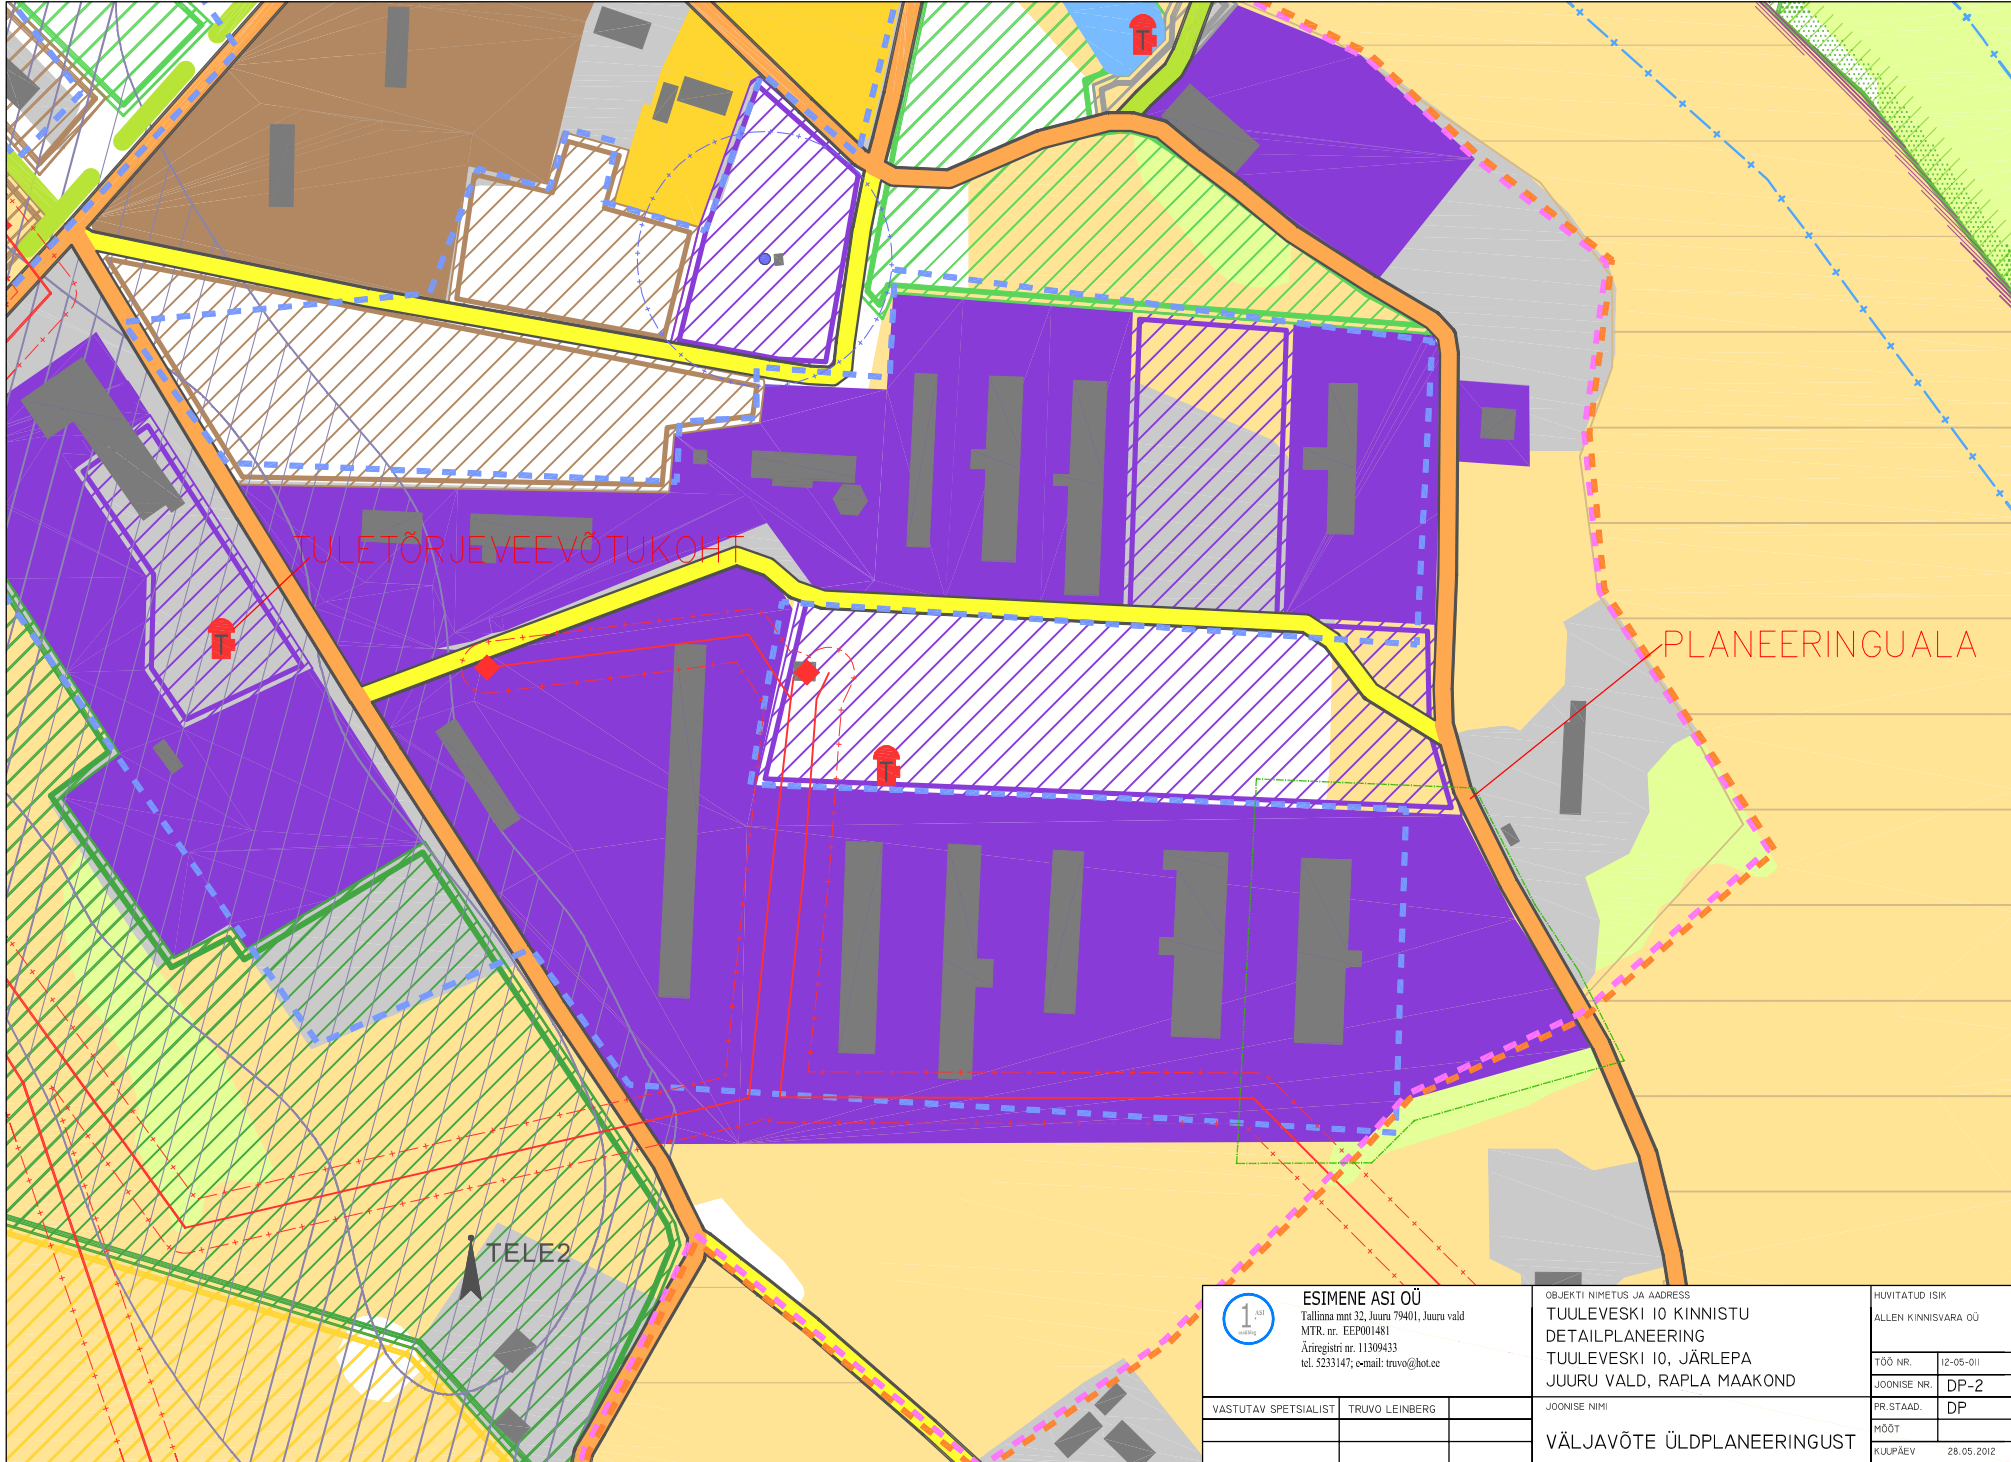 T
TULETÕRJEVEEVÕTUKOHT
T
PLANEERINGUALA
T
TELE2
1. ASI
ESIMENE ASI OÜ
Tallinna mnt 32, Juuru 79401, Juuru vald
MTR. nr. EEP001481
Äriregistri nr. 11309433
tel. 5233147; e-mail: truvo@hot.ee
VASTUTAV SPETSIALIST TRUVO LEINBERG
OBJEKTI NIMETUS JA AADRESS
TUULEVESKI 10 KINNISTU
DETAILPLANEERING
TUULEVESKI 10, JÄRLEPA
JUURU VALD, RAPLA MAAKOND
JOONISE NIMI
VÄLJAVÕTE ÜLDPLANEERINGUST
HUVITATUD ISIK
ALLEN KINNISVARA OÜ
TÖÖ NR. 12-05-011
JOONISE NR. DP-2
PR.STAAD. DP
MÕÕT
KUUPÄEV 28.05.2012